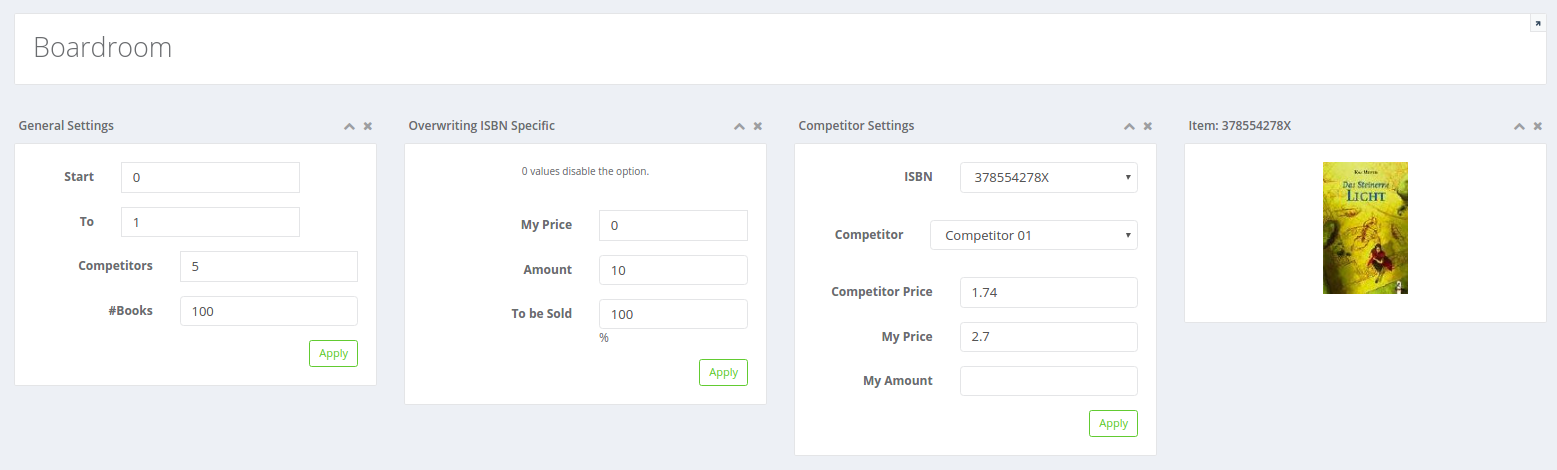 Boardroom
General Settings
Start 0
To 1
Competitors 5
#Books 100
Apply
Overwriting ISBN Specific
0 values disable the option.
My Price 0
Amount 10
To be Sold 100
%
Apply
Competitor Settings
ISBN 378554278X
Competitor Competitor 01
Competitor Price 1.74
My Price 2.7
My Amount
Apply
Item: 378554278X
Kai Meyer
Das Steinerne
LICHT